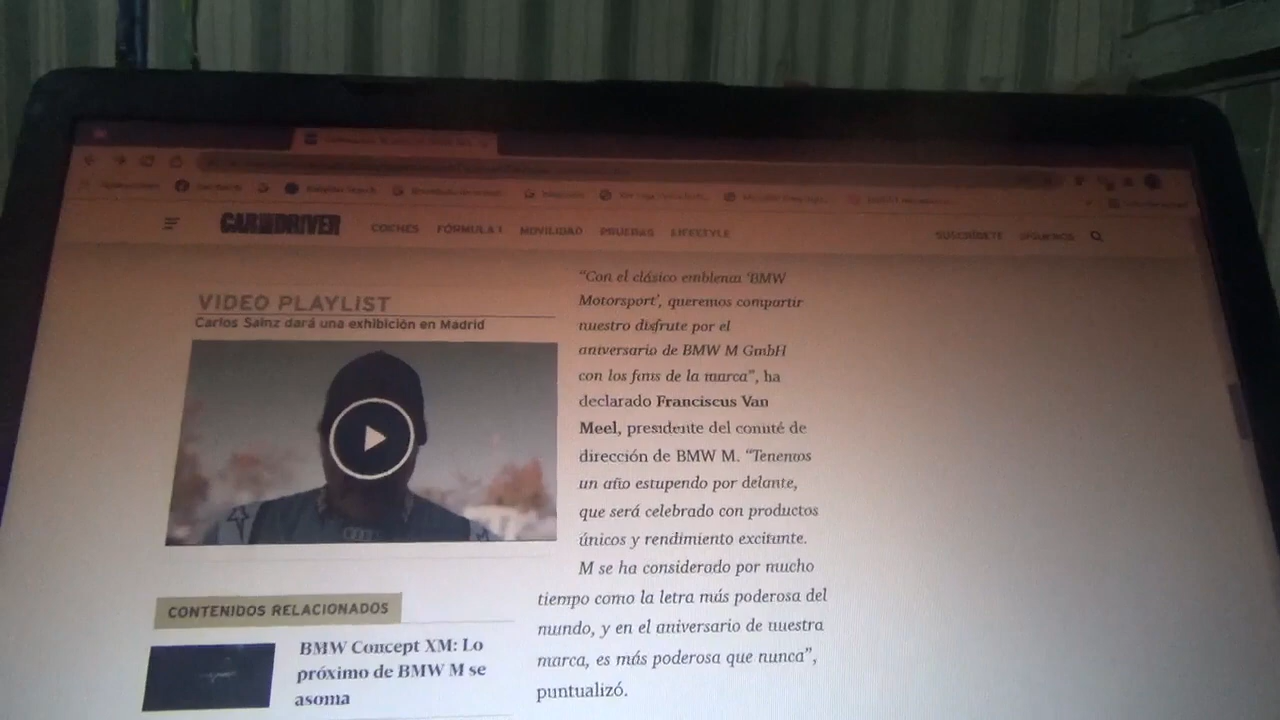 CAR AND DRIVER
COCHES FÓRMULA 1 MOVILIDAD PRUEBAS LIFESTYLE
SUSCRÍBETE SÍGUENOS
VIDEO PLAYLIST
Carlos Sainz dará una exhibición en Madrid
CONTENIDOS RELACIONADOS
BMW Concept XM: Lo
próximo de BMW M se
asoma
“Con el clásico emblema ‘BMW
Motorsport’, queremos compartir
nuestro disfrute por el
aniversario de BMW M GmbH
con los fans de la marca”, ha
declarado Franciscus Van
Meel, presidente del comité de
dirección de BMW M. “Tenemos
un año estupendo por delante,
que será celebrado con productos
únicos y rendimiento excitante.
M se ha considerado por mucho
tiempo como la letra más poderosa del
mundo, y en el aniversario de nuestra
marca, es más poderosa que nunca”,
puntualizó.